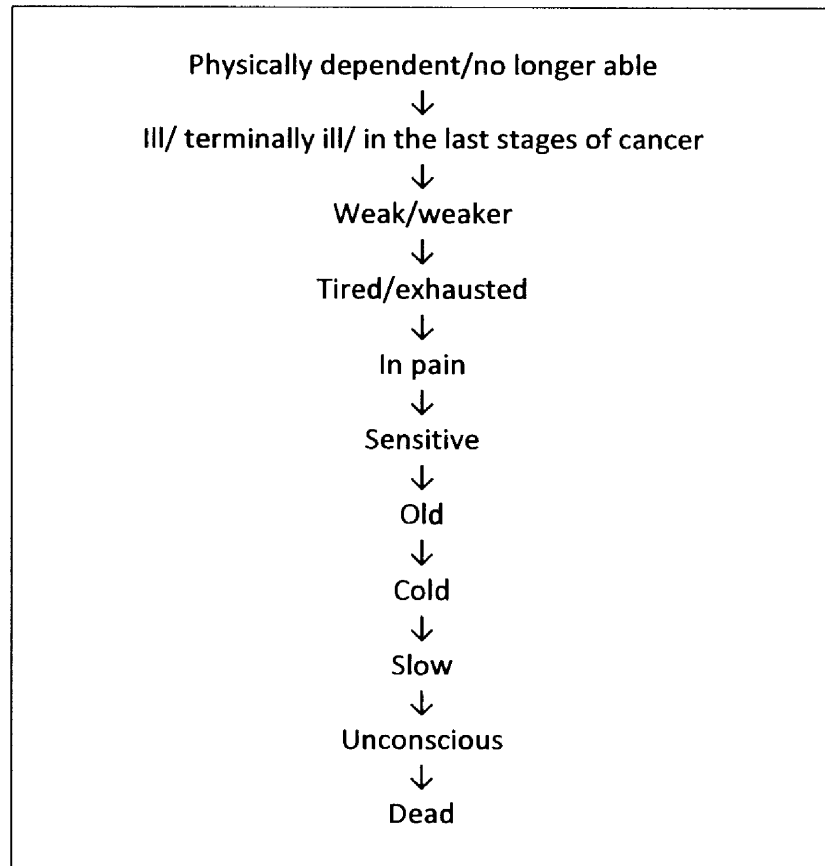 Physically dependent/no longer able
↓
Ill/ terminally ill/ in the last stages of cancer
↓
Weak/weaker
↓
Tired/exhausted
↓
In pain
↓
Sensitive
↓
Old
↓
Cold
↓
Slow
↓
Unconscious
↓
Dead